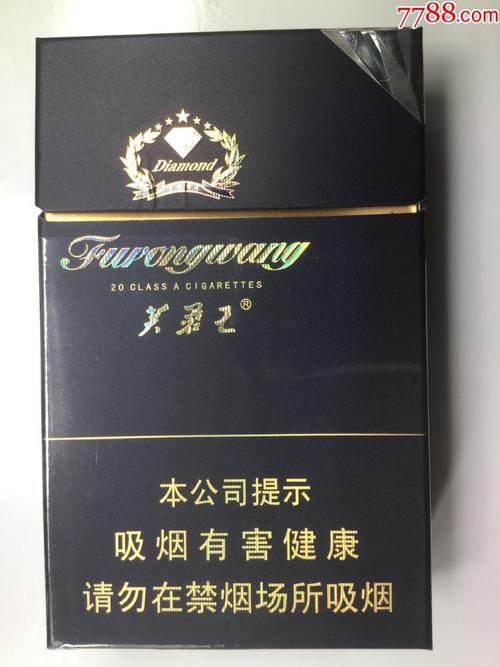 7788.com
Diamond
Furongwang
20 CLASS A CIGARETTES
芙蓉王®
本公司提示
吸烟有害健康
请勿在禁烟场所吸烟